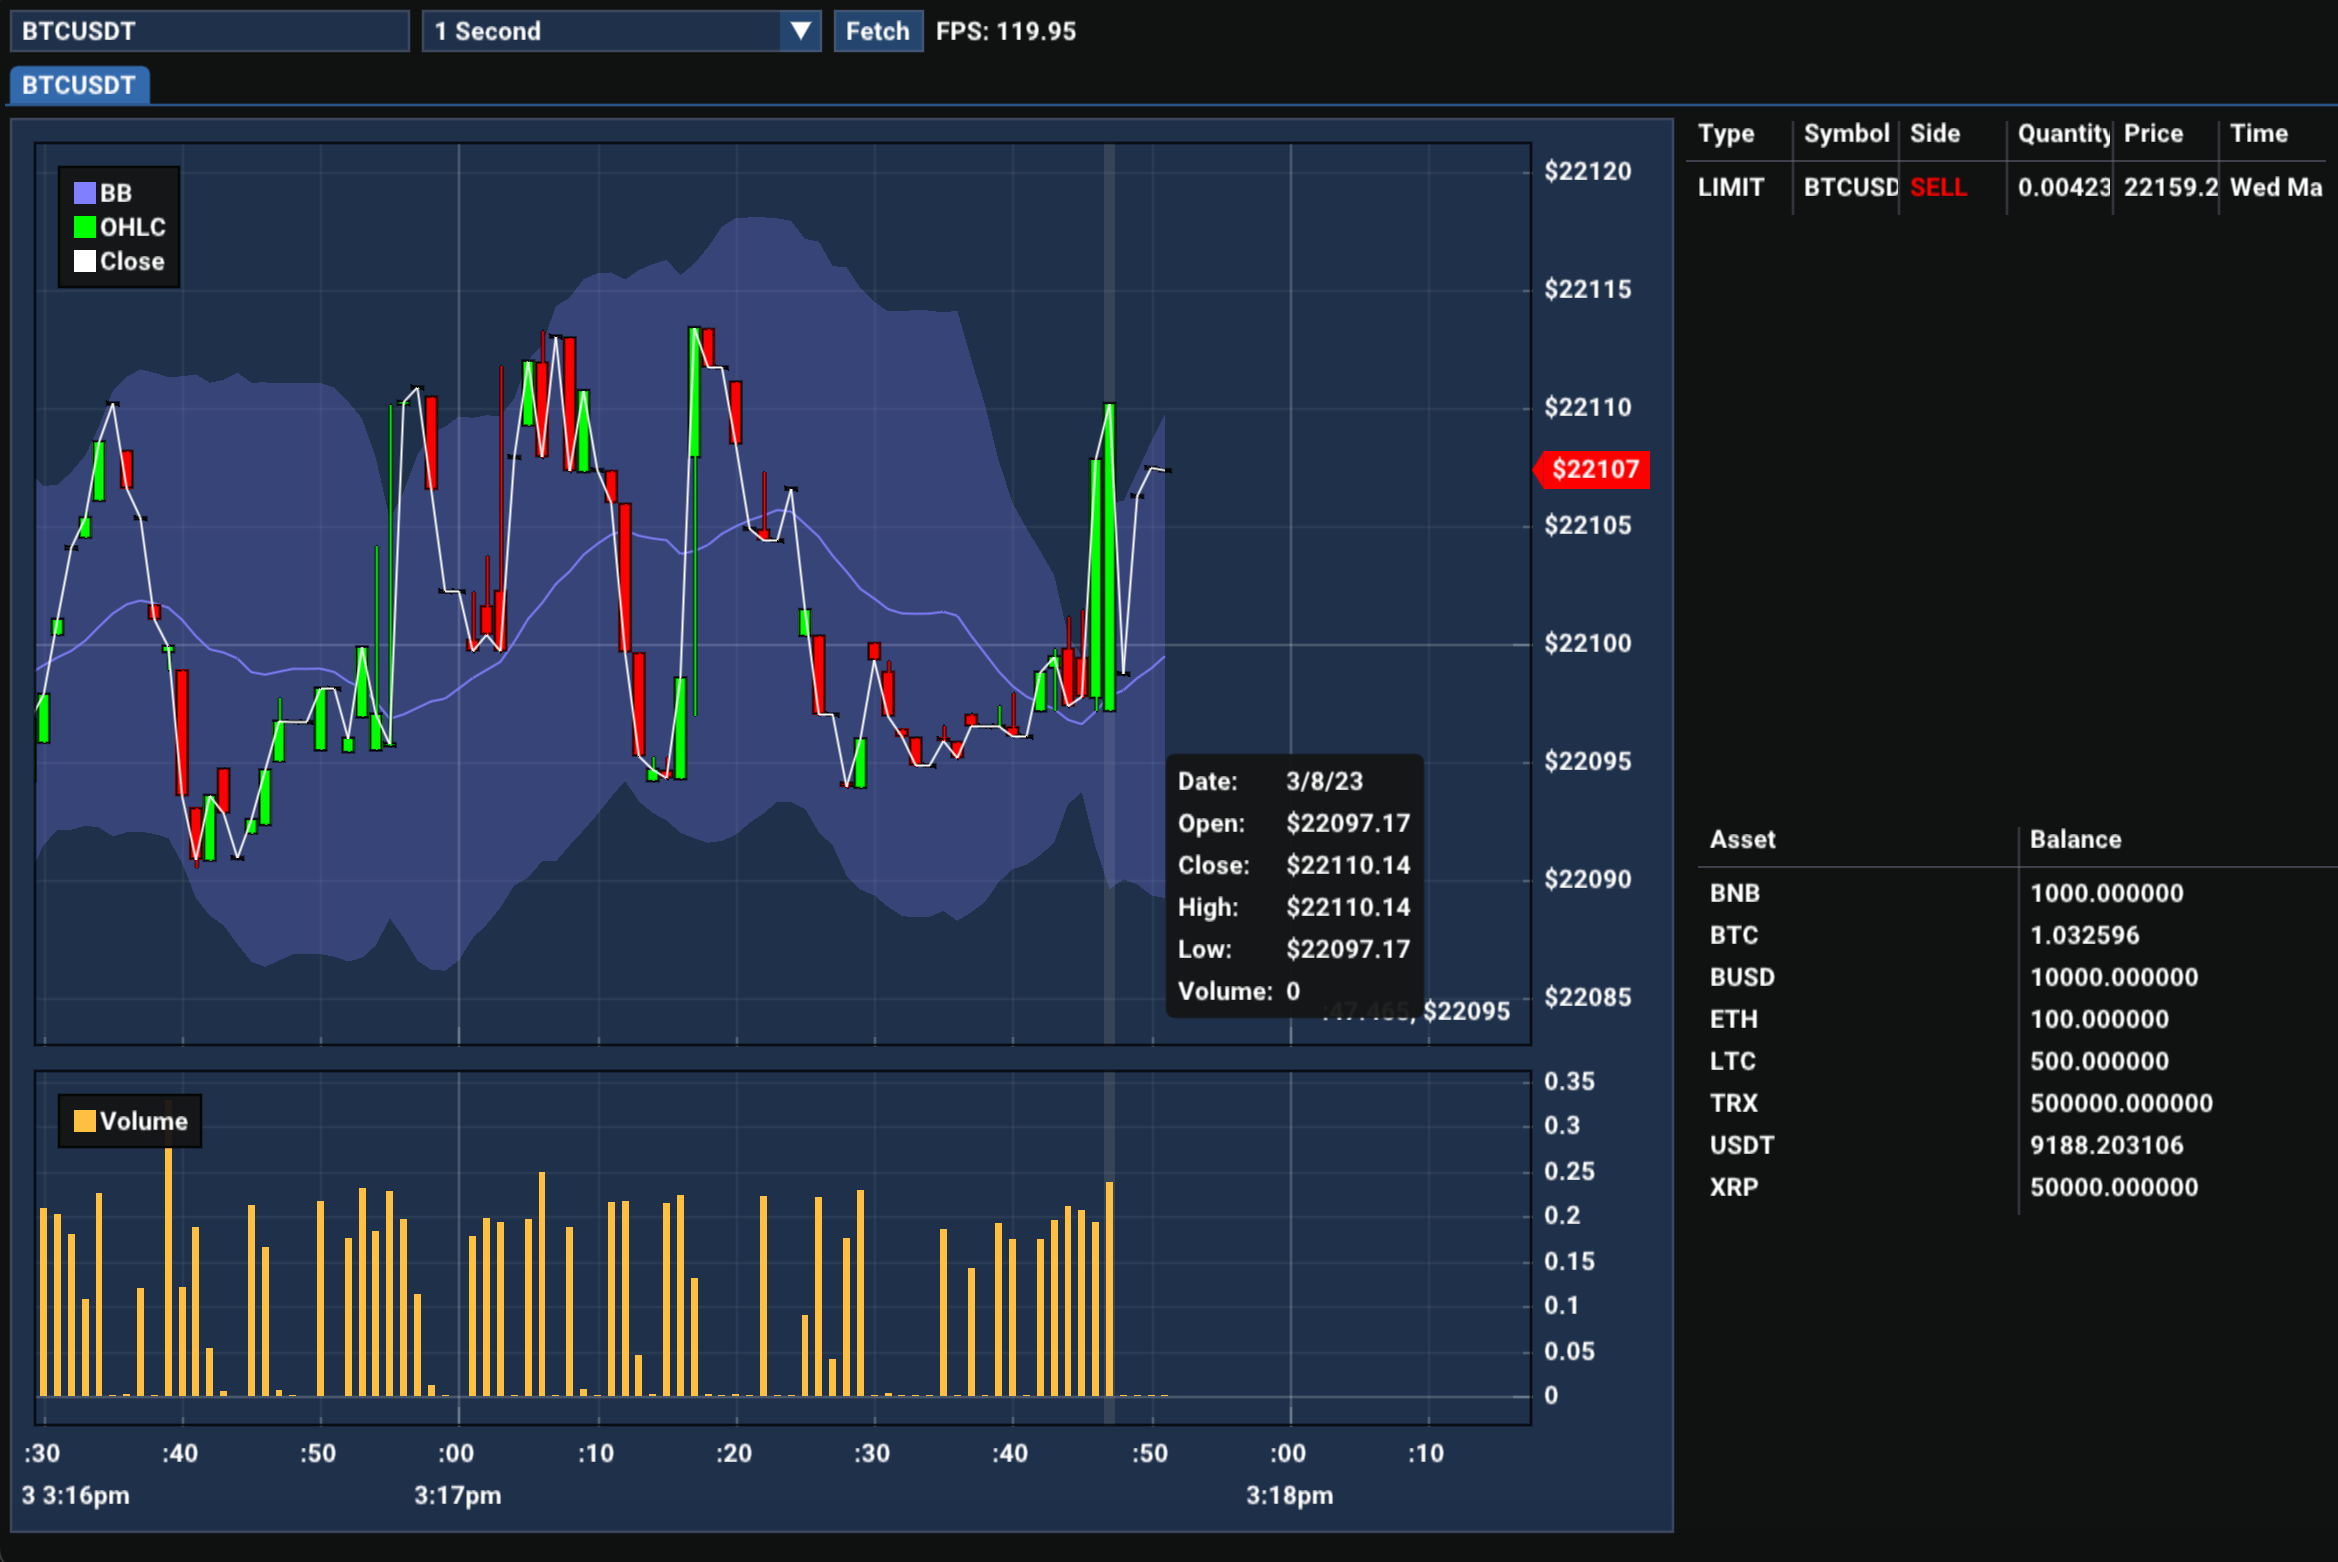 BTCUSDT 1 Second Fetch FPS: 119.95
BTCUSDT
BB
OHLC
Close
$22120
$22115
$22110
$22107
$22105
$22100
$22095
$22090
$22085
Date: 3/8/23
Open: $22097.17
Close: $22110.14
High: $22110.14
Low: $22097.17
Volume: 0
:47.465, $22095
Volume
0.35
0.3
0.25
0.2
0.15
0.1
0.05
0
:30 :40 :50 :00 :10 :20 :30 :40 :50 :00 :10
3 3:16pm 3:17pm 3:18pm
Type Symbol Side Quantity Price Time
LIMIT BTCUSD SELL 0.00423 22159.2 Wed Ma
Asset Balance
BNB 1000.000000
BTC 1.032596
BUSD 10000.000000
ETH 100.000000
LTC 500.000000
TRX 500000.000000
USDT 9188.203106
XRP 50000.000000